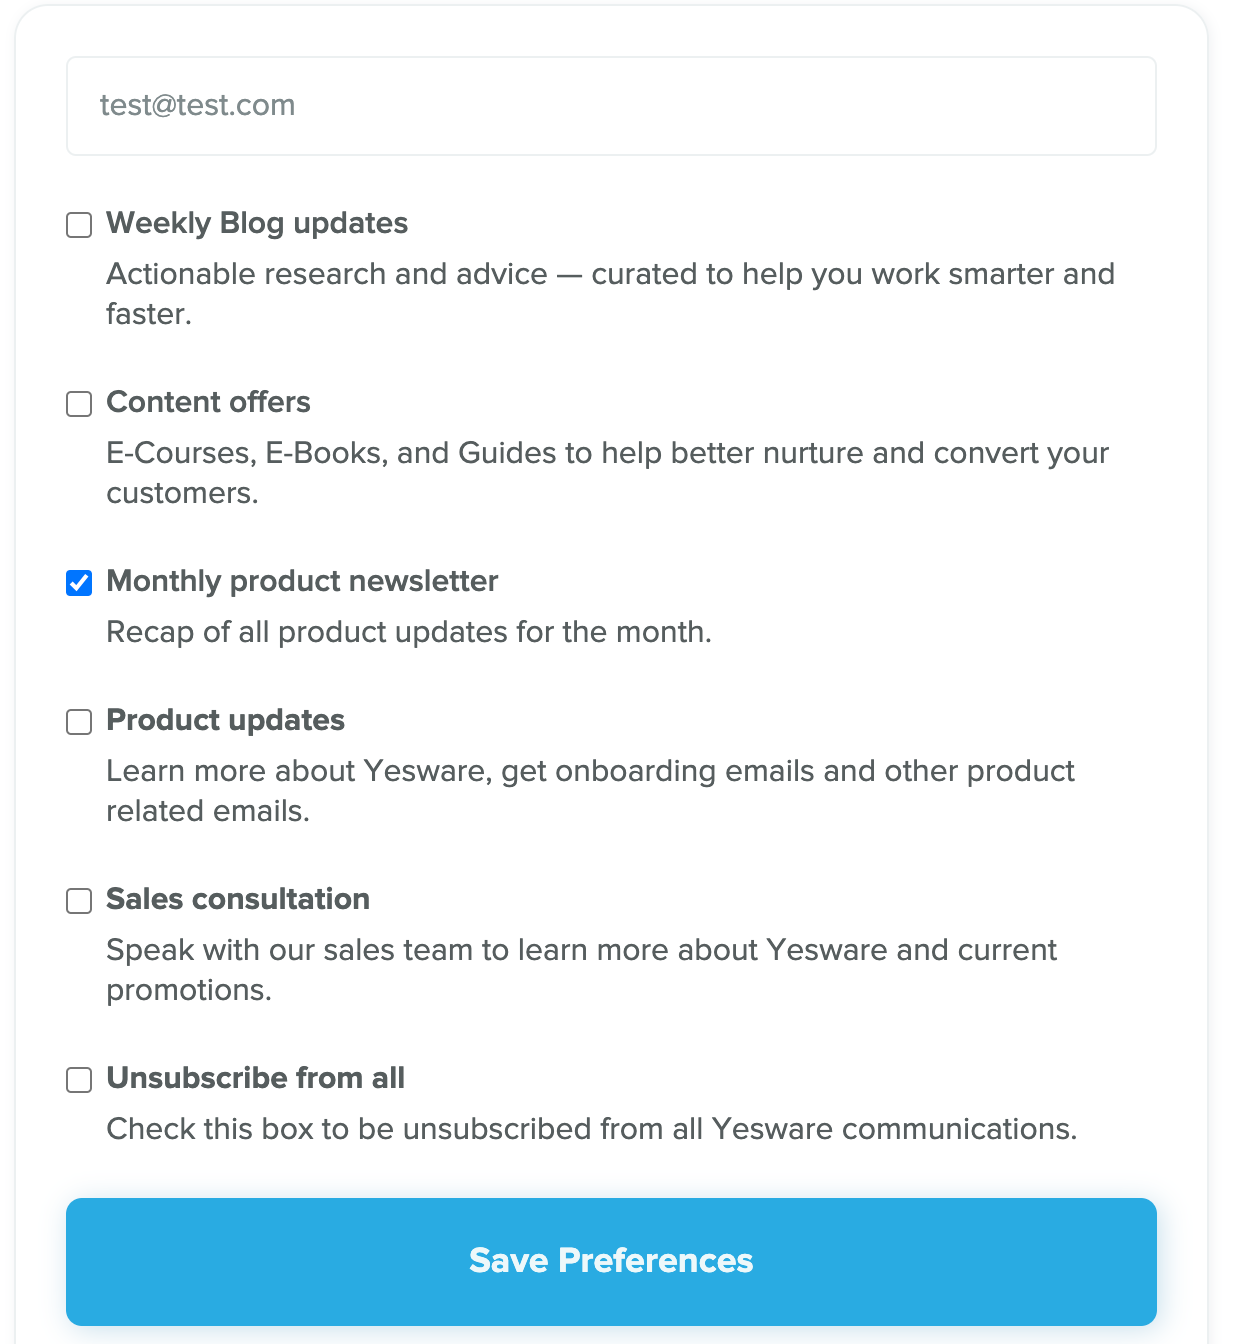 test@test.com
Weekly Blog updates
Actionable research and advice — curated to help you work smarter and
faster.
Content offers
E-Courses, E-Books, and Guides to help better nurture and convert your
customers.
Monthly product newsletter
Recap of all product updates for the month.
Product updates
Learn more about Yesware, get onboarding emails and other product
related emails.
Sales consultation
Speak with our sales team to learn more about Yesware and current
promotions.
Unsubscribe from all
Check this box to be unsubscribed from all Yesware communications.
Save Preferences